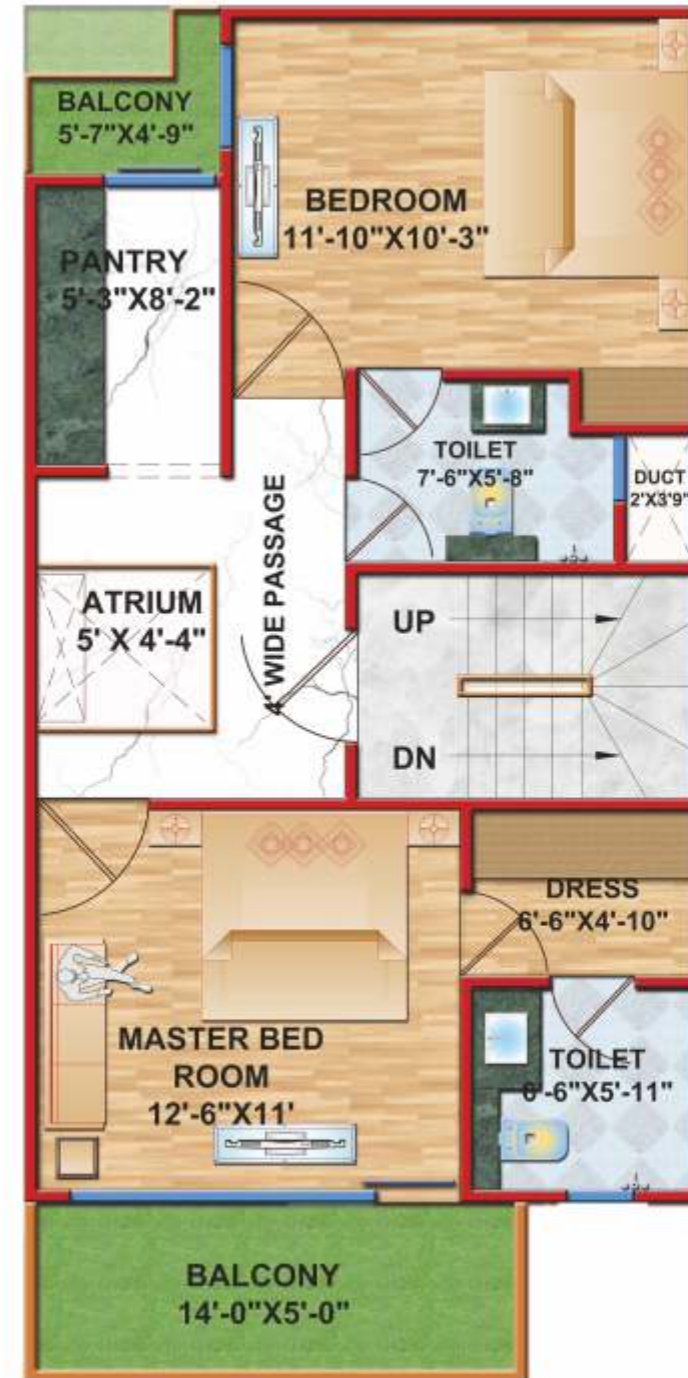 BALCONY
5'-7"X4'-9"
BEDROOM
11'-10"X10'-3"
PANTRY
5'-3"X8'-2"
TOILET
7'-6"X5'-8"
DUCT
2'X3'9"
4' WIDE PASSAGE
ATRIUM
5' X 4'-4"
UP
DN
DRESS
6'-6"X4'-10"
MASTER BED
ROOM
12'-6"X11'
TOILET
6'-6"X5'-11"
BALCONY
14'-0"X5'-0"